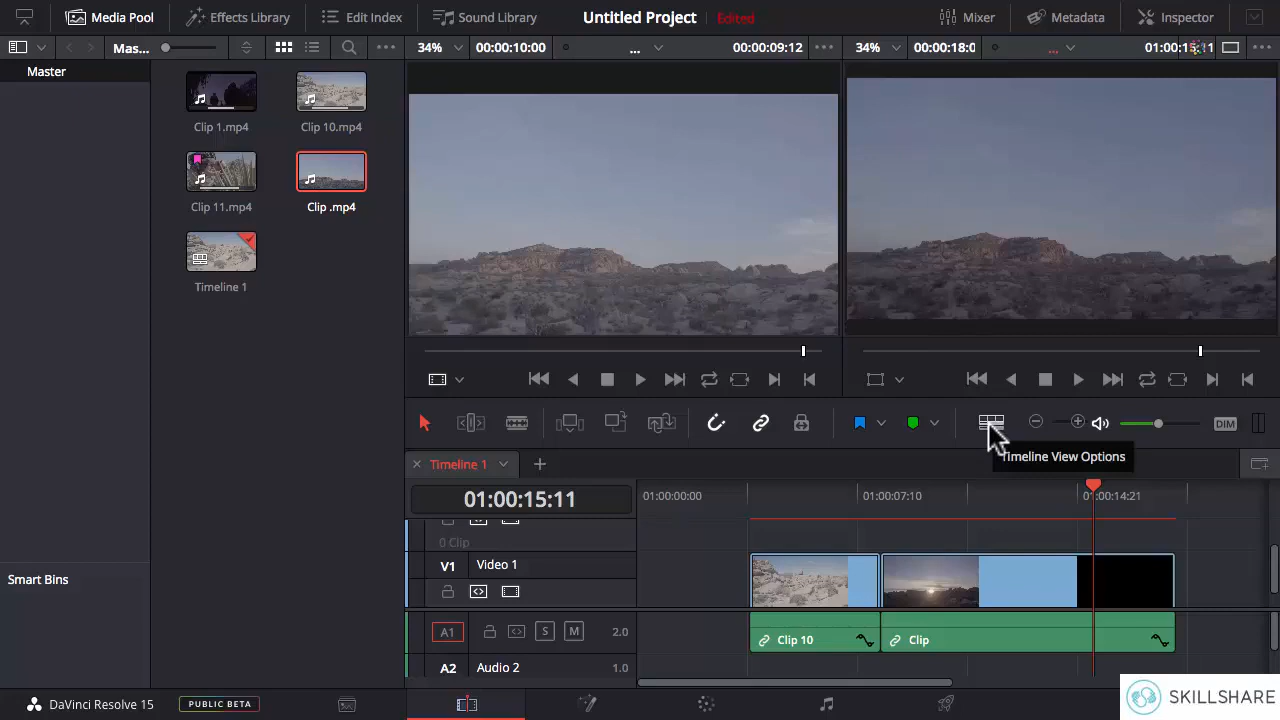 Media Pool
Effects Library
Edit Index
Sound Library
Untitled Project
Edited
Mixer
Metadata
Inspector
Mas...
34%
00:00:10:00
...
00:00:09:12
34%
00:00:18:0
...
Master
Clip 1.mp4
Clip 10.mp4
Clip 11.mp4
Clip .mp4
Timeline 1
DIM
Timeline View Options
Timeline 1
01:00:15:11
01:00:00:00
01:00:07:10
01:00:14:21
0 Clip
V1
Video 1
A1
S
M
2.0
Clip 10
Clip
A2
Audio 2
1.0
Smart Bins
DaVinci Resolve 15
PUBLIC BETA
SKILLSHARE